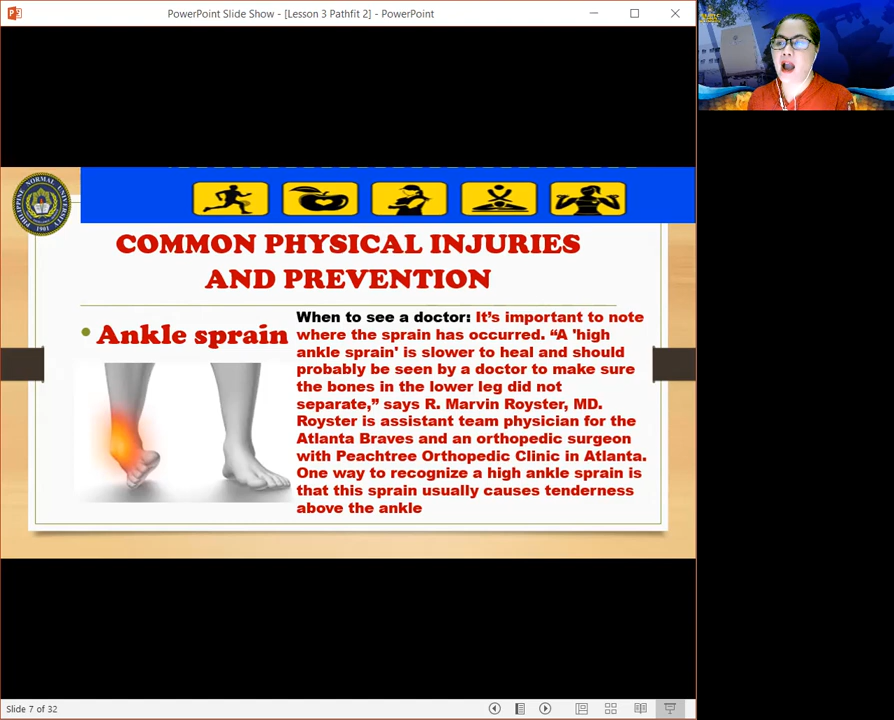 PowerPoint Slide Show - [Lesson 3 Pathfit 2] - PowerPoint
PHILIPPINE NORMAL UNIVERSITY
1901
COMMON PHYSICAL INJURIES
AND PREVENTION
• Ankle sprain
When to see a doctor: It’s important to note
where the sprain has occurred. “A 'high
ankle sprain' is slower to heal and should
probably be seen by a doctor to make sure
the bones in the lower leg did not
separate,” says R. Marvin Royster, MD.
Royster is assistant team physician for the
Atlanta Braves and an orthopedic surgeon
with Peachtree Orthopedic Clinic in Atlanta.
One way to recognize a high ankle sprain is
that this sprain usually causes tenderness
above the ankle
Slide 7 of 32